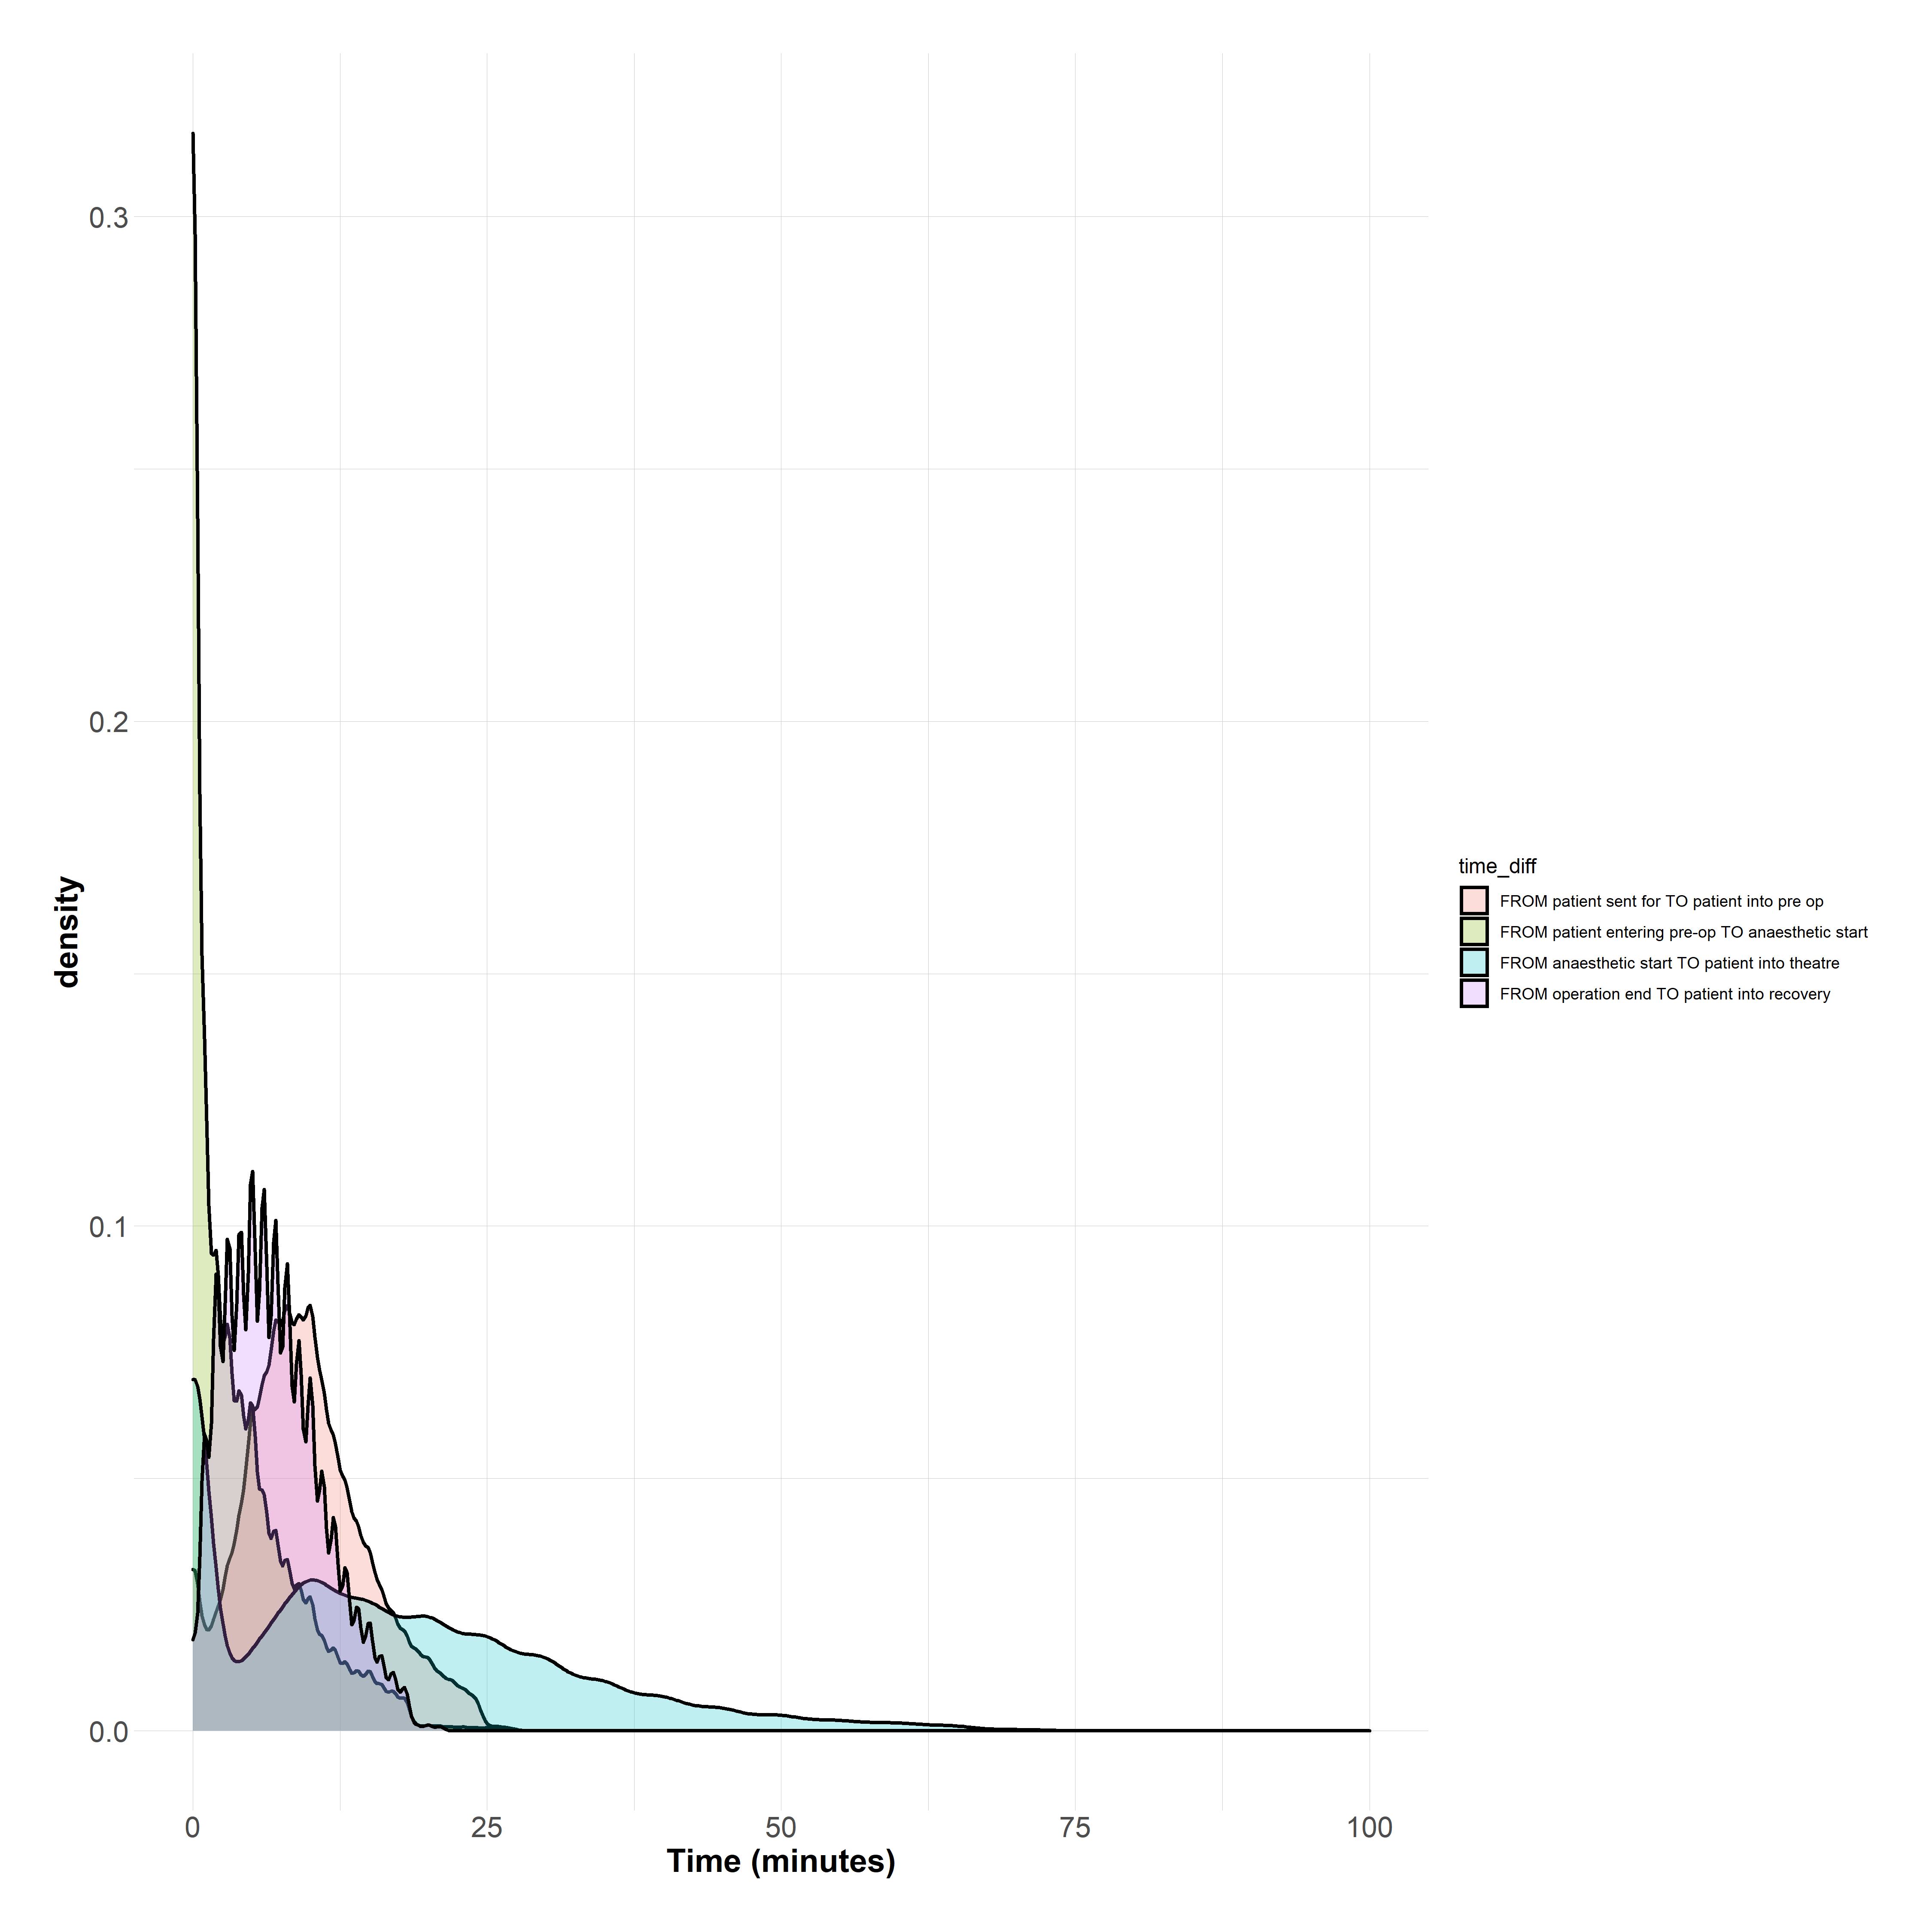 0.3
0.2
0.1
0.0
density
0 25 50 75 100
Time (minutes)
time_diff
FROM patient sent for TO patient into pre op
FROM patient entering pre-op TO anaesthetic start
FROM anaesthetic start TO patient into theatre
FROM operation end TO patient into recovery